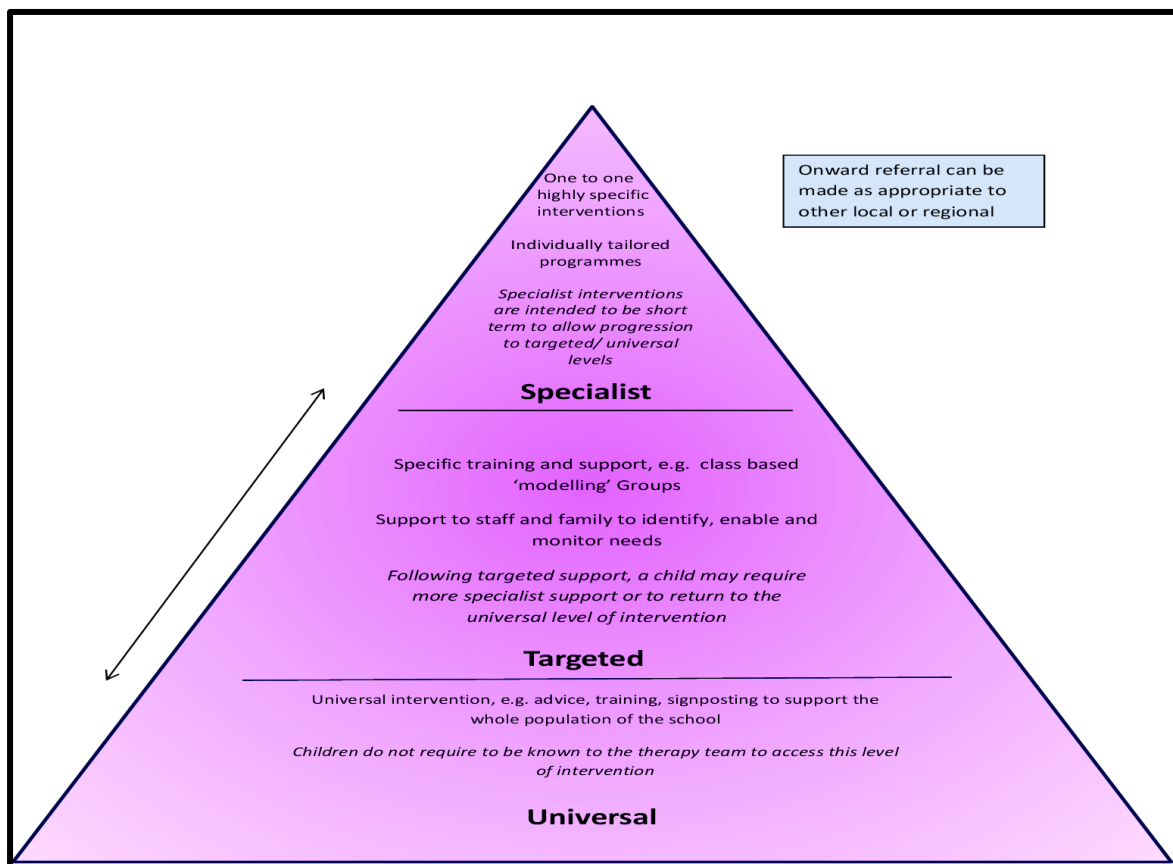 One to one
highly specific
interventions
Individually tailored
programmes
Specialist interventions
are intended to be short
term to allow progression
to targeted/ universal
levels
Specialist
Onward referral can be
made as appropriate to
other local or regional
Specific training and support, e.g. class based
‘modelling’ Groups
Support to staff and family to identify, enable and
monitor needs
Following targeted support, a child may require
more specialist support or to return to the
universal level of intervention
Targeted
Universal intervention, e.g. advice, training, signposting to support the
whole population of the school
Children do not require to be known to the therapy team to access this level
of intervention
Universal